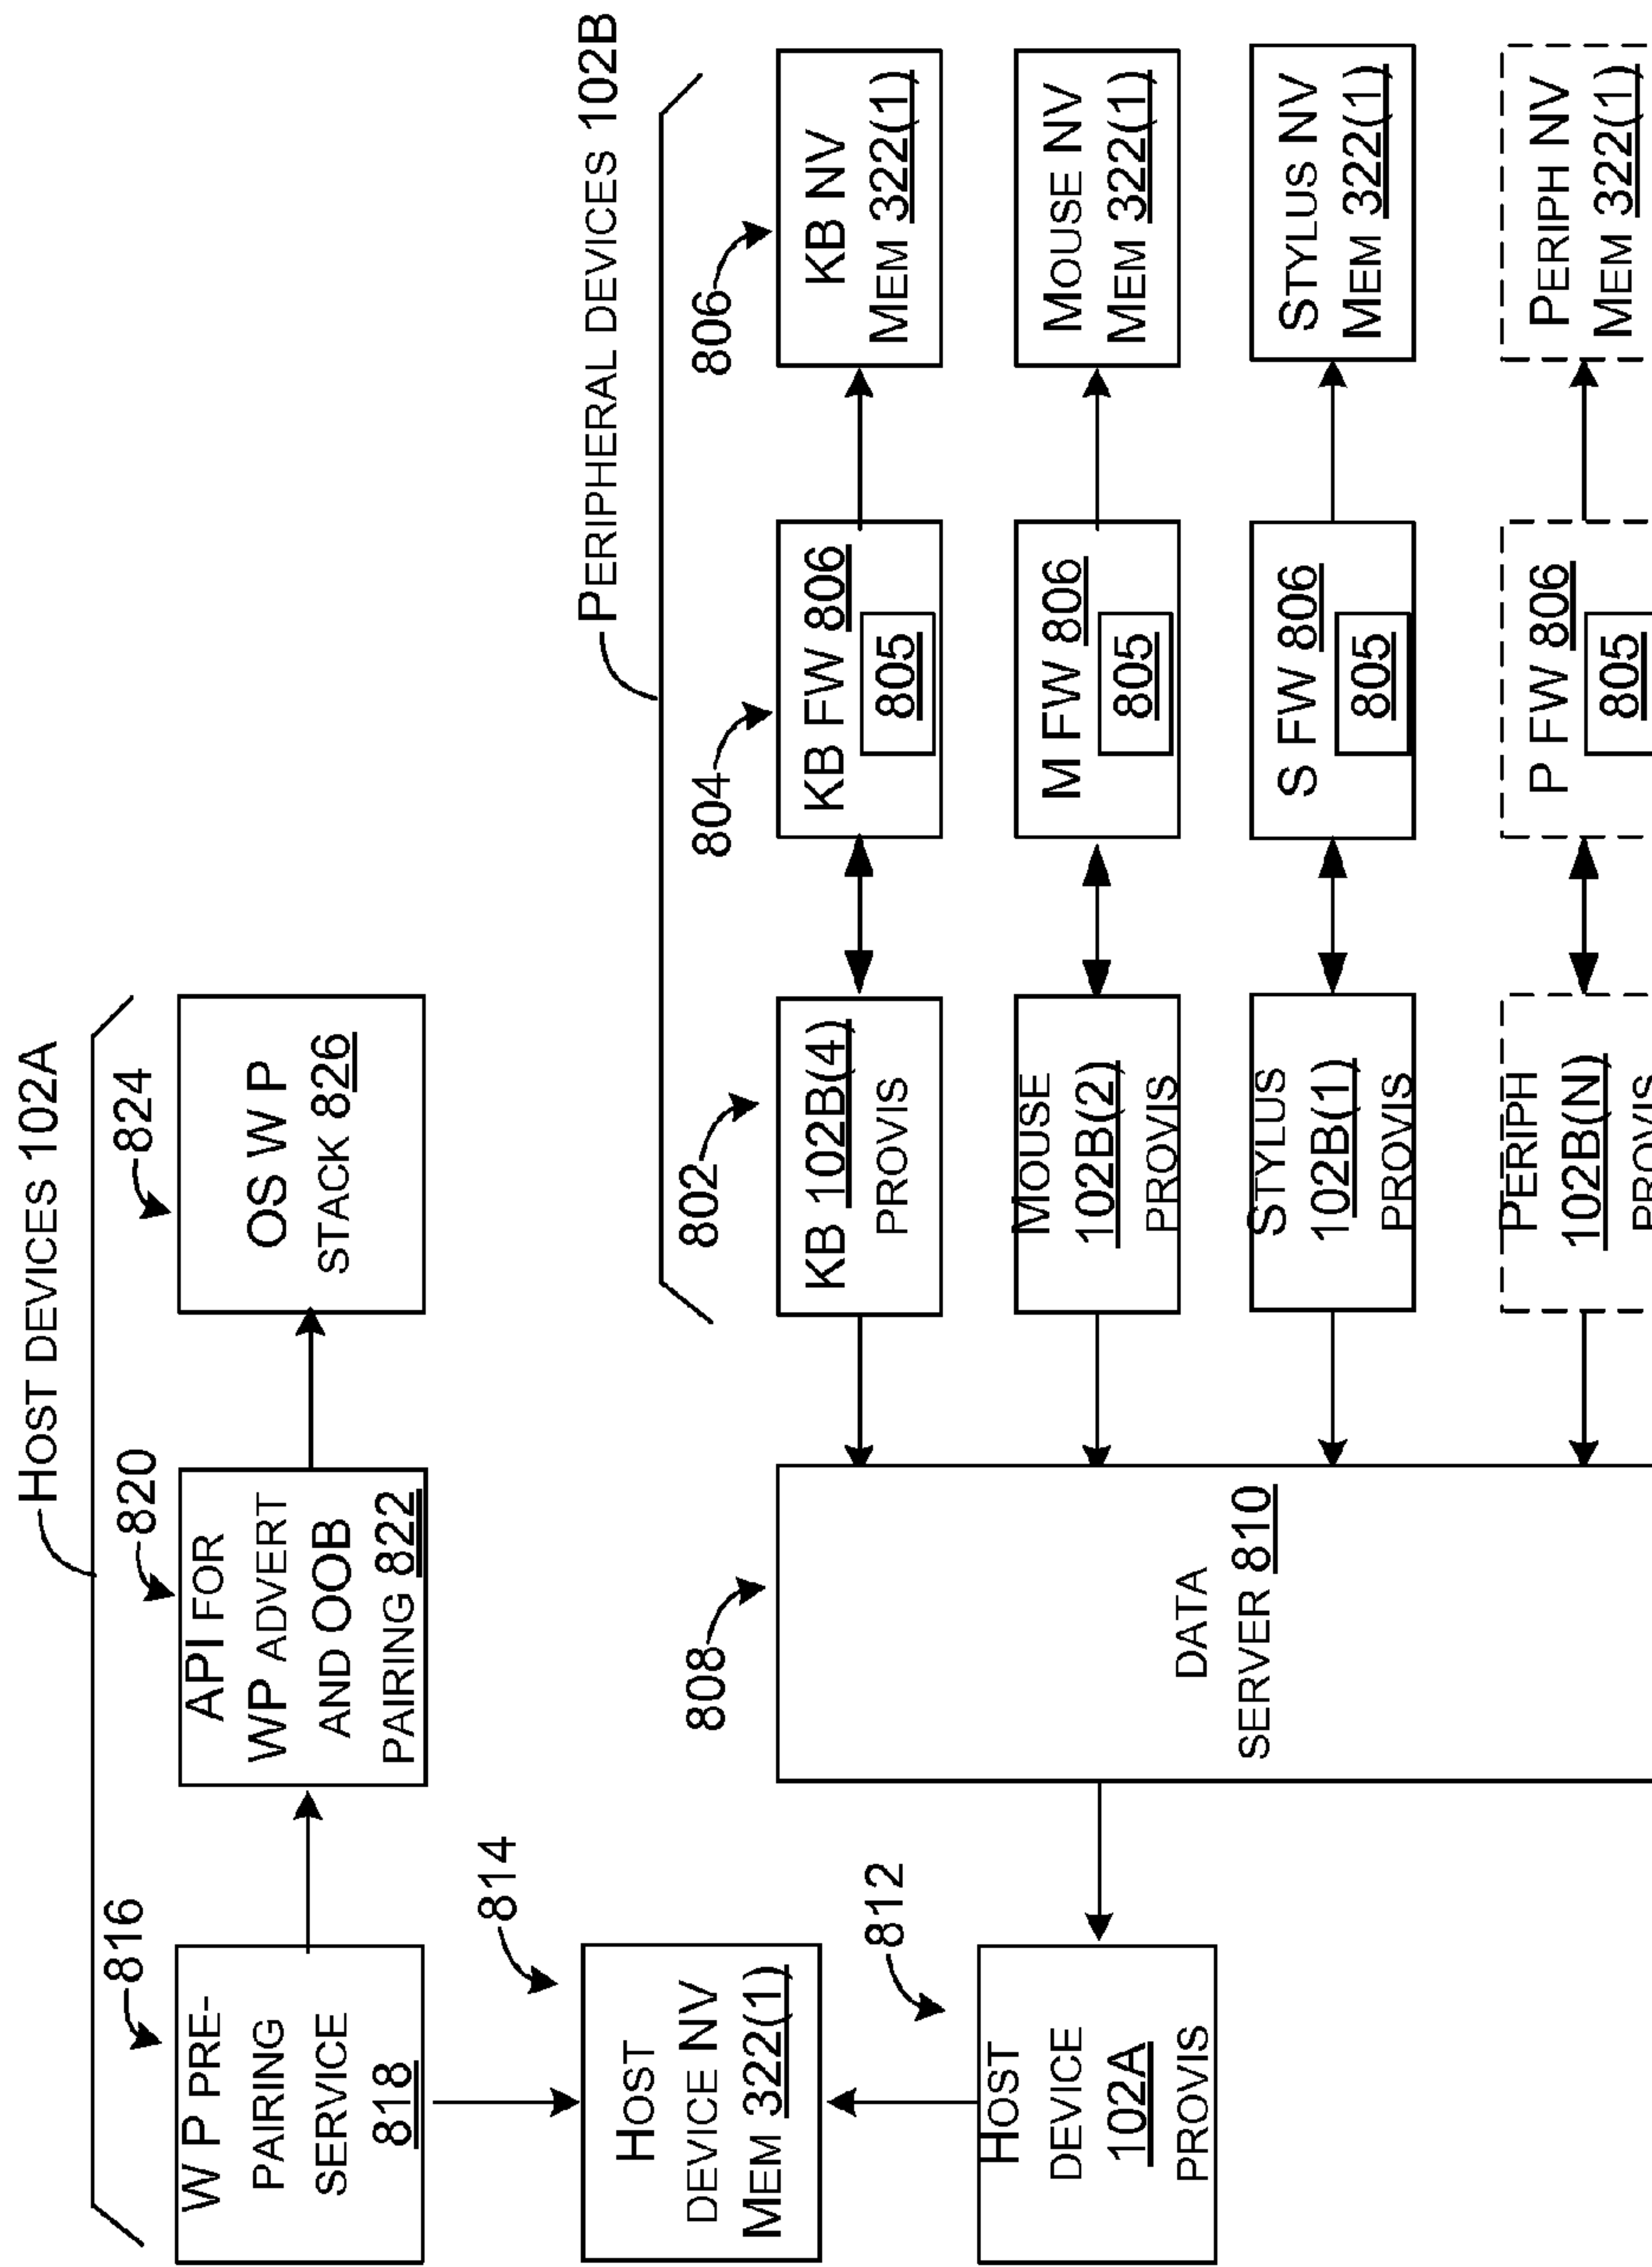 Host devices 102A
816
W P pre-
pairing
service
818
820
API for
WP advert
and OOB
pairing 822
824
OS W P
stack 826
814
Host
device NV
Mem 322(1)
812
Host
device
102A
provis
Peripheral devices 102B
808
data
server 810
802
KB 102B(4)
provis
804
KB FW 806
805
806
KB NV
Mem 322(1)
Mouse
102B(2)
provis
M FW 806
805
Mouse NV
Mem 322(1)
Stylus
102B(1)
provis
S FW 806
805
Stylus NV
Mem 322(1)
Periph
102B(N)
provis
P FW 806
805
Periph NV
Mem 322(1)